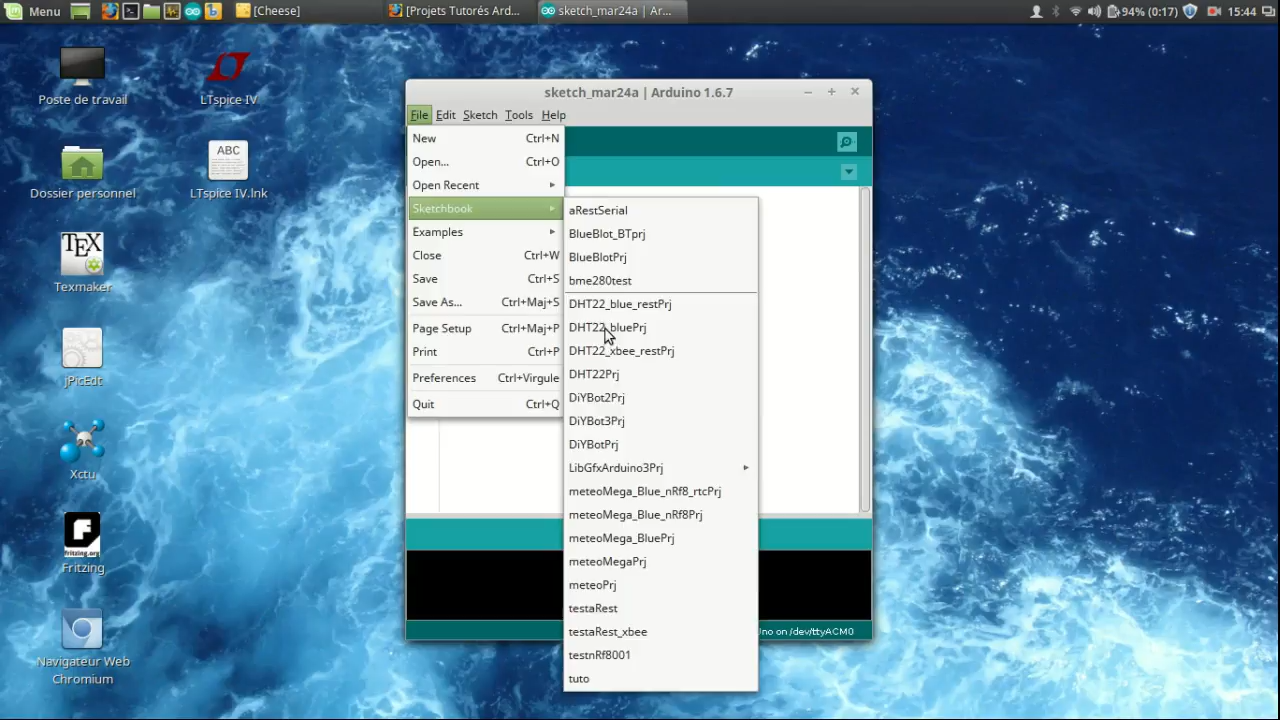 Menu
[Cheese]
[Projets Tutorés ARD...
sketch_mar24a | Ar...
94% (0:17)
15:44
Poste de travail
LTspice IV
ABC
Dossier personnel
LTspice IV.lnk
TEX
Texmaker
jPicEdt
Xctu
fritzing.org
Fritzing
Navigateur Web
Chromium
sketch_mar24a | Arduino 1.6.7
File Edit Sketch Tools Help
New Ctrl+N
Open... Ctrl+O
Open Recent
Sketchbook
Examples
Close Ctrl+W
Save Ctrl+S
Save As... Ctrl+Maj+S
Page Setup Ctrl+Maj+P
Print Ctrl+P
Preferences Ctrl+Virgule
Quit Ctrl+Q
aRestSerial
BlueBlot_BTprj
BlueBlotPrj
bme280test
DHT22_blue_restPrj
DHT22_bluePrj
DHT22_xbee_restPrj
DHT22Prj
DiYBot2Prj
DiYBot3Prj
DiYBotPrj
LibGfxArduino3Prj
meteoMega_Blue_nRf8_rtcPrj
meteoMega_Blue_nRf8Prj
meteoMega_BluePrj
meteoMegaPrj
meteoPrj
testaRest
testaRest_xbee
testnRf8001
tuto
Uno on /dev/ttyACM0